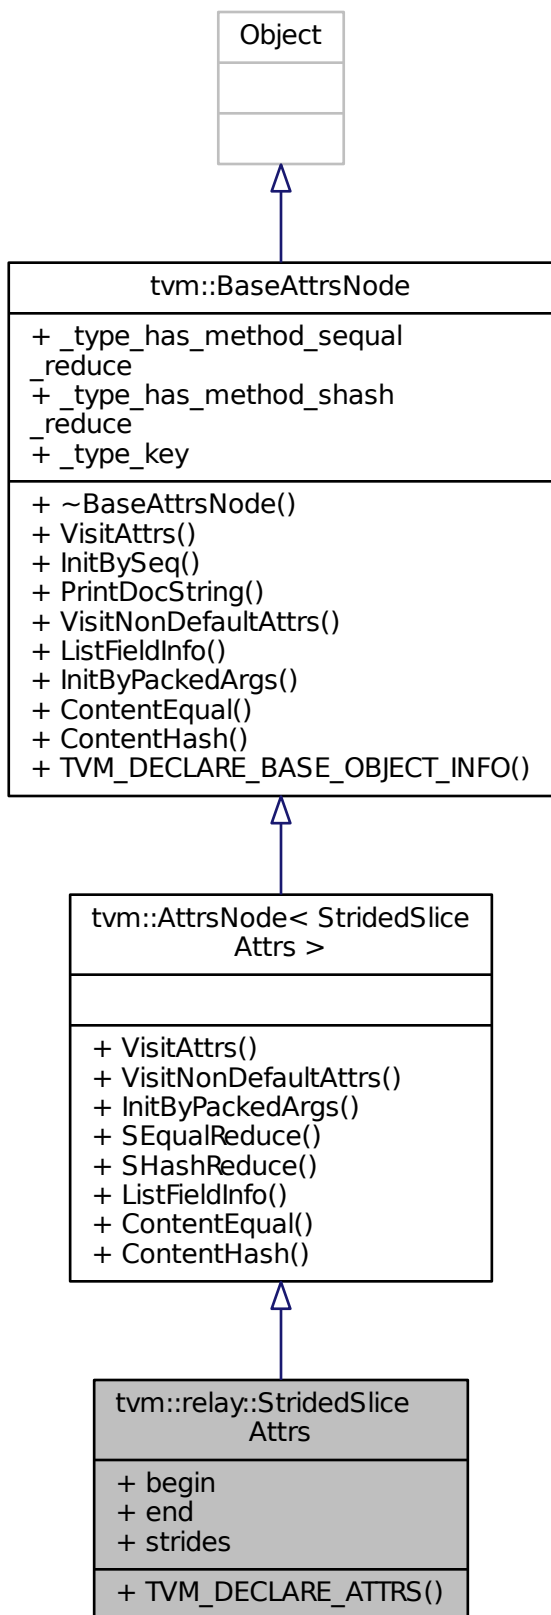 Object
tvm::BaseAttrsNode
+ _type_has_method_sequal
_reduce
+ _type_has_method_shash
_reduce
+ _type_key
+ ~BaseAttrsNode()
+ VisitAttrs()
+ InitBySeq()
+ PrintDocString()
+ VisitNonDefaultAttrs()
+ ListFieldInfo()
+ InitByPackedArgs()
+ ContentEqual()
+ ContentHash()
+ TVM_DECLARE_BASE_OBJECT_INFO()
tvm::AttrsNode< StridedSlice
Attrs >
+ VisitAttrs()
+ VisitNonDefaultAttrs()
+ InitByPackedArgs()
+ SEqualReduce()
+ SHashReduce()
+ ListFieldInfo()
+ ContentEqual()
+ ContentHash()
tvm::relay::StridedSlice
Attrs
+ begin
+ end
+ strides
+ TVM_DECLARE_ATTRS()